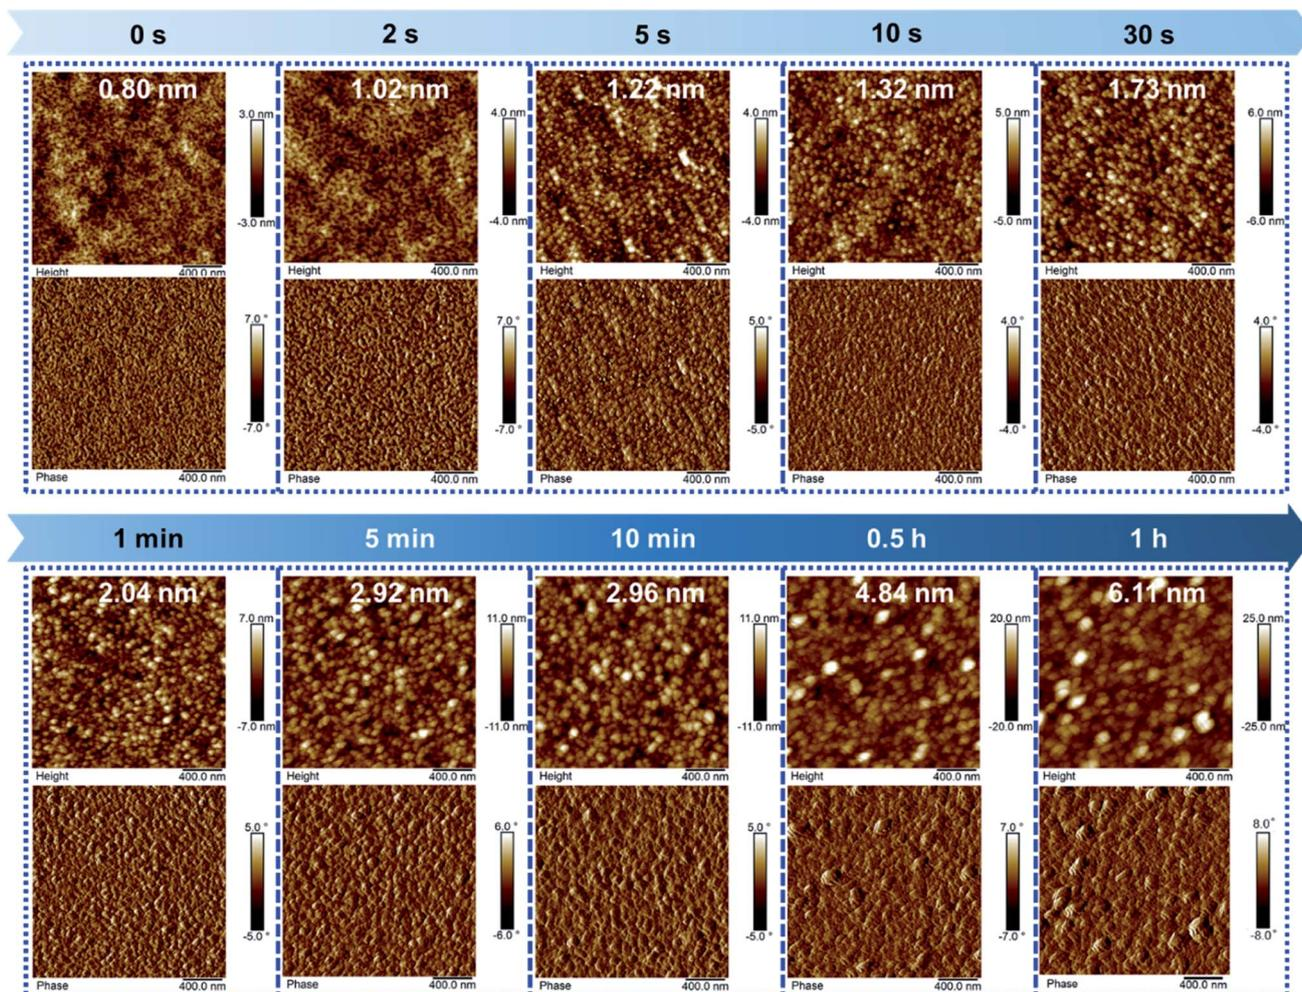 0 s 2 s 5 s 10 s 30 s
0.80 nm 1.02 nm 1.22 nm 1.32 nm 1.73 nm
3.0 nm 4.0 nm 4.0 nm 5.0 nm 6.0 nm
-3.0 nm -4.0 nm -4.0 nm -5.0 nm -6.0 nm
Height 400.0 nm Height 400.0 nm Height 400.0 nm Height 400.0 nm Height 400.0 nm
7.0 ° 7.0 ° 5.0 ° 4.0 ° 4.0 °
-7.0 ° -7.0 ° -5.0 ° -4.0 ° -4.0 °
Phase 400.0 nm Phase 400.0 nm Phase 400.0 nm Phase 400.0 nm Phase 400.0 nm
1 min 5 min 10 min 0.5 h 1 h
2.04 nm 2.92 nm 2.96 nm 4.84 nm 6.11 nm
7.0 nm 11.0 nm 11.0 nm 20.0 nm 25.0 nm
-7.0 nm -11.0 nm -11.0 nm -20.0 nm -25.0 nm
Height 400.0 nm Height 400.0 nm Height 400.0 nm Height 400.0 nm Height 400.0 nm
5.0 ° 6.0 ° 5.0 ° 7.0 ° 8.0 °
-5.0 ° -6.0 ° -5.0 ° -7.0 ° -8.0 °
Phase 400.0 nm Phase 400.0 nm Phase 400.0 nm Phase 400.0 nm Phase 400.0 nm